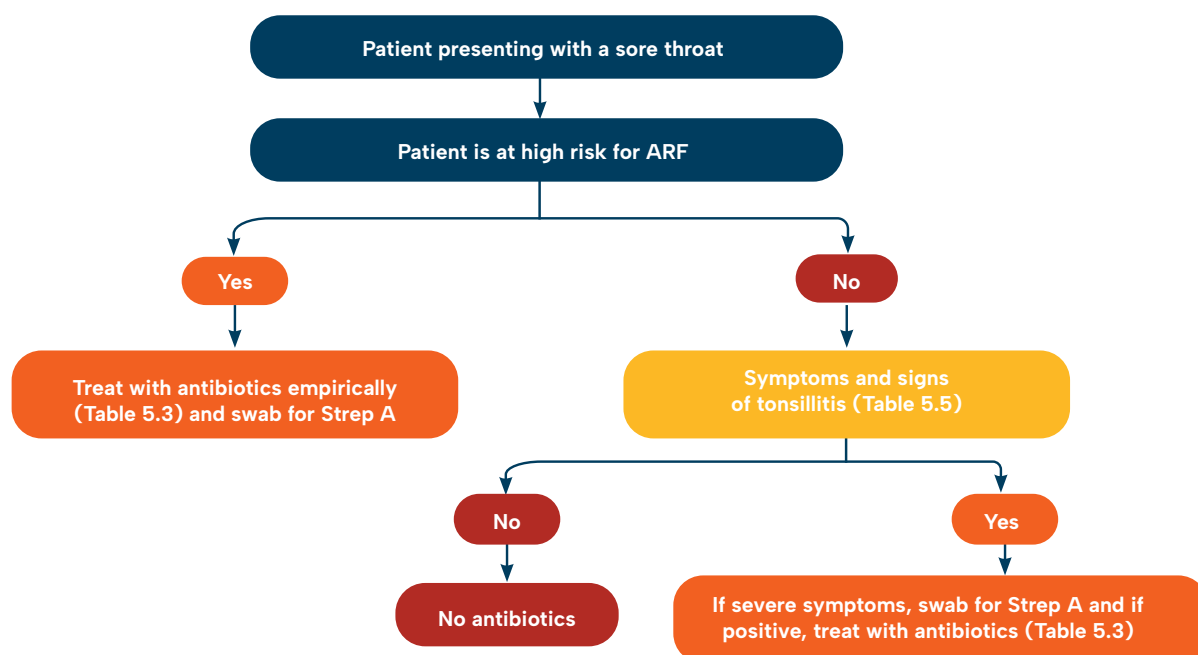 Patient presenting with a sore throat
Patient is at high risk for ARF
Yes
No
Treat with antibiotics empirically
(Table 5.3) and swab for Strep A
Symptoms and signs
of tonsillitis (Table 5.5)
No
Yes
No antibiotics
If severe symptoms, swab for Strep A and if
positive, treat with antibiotics (Table 5.3)